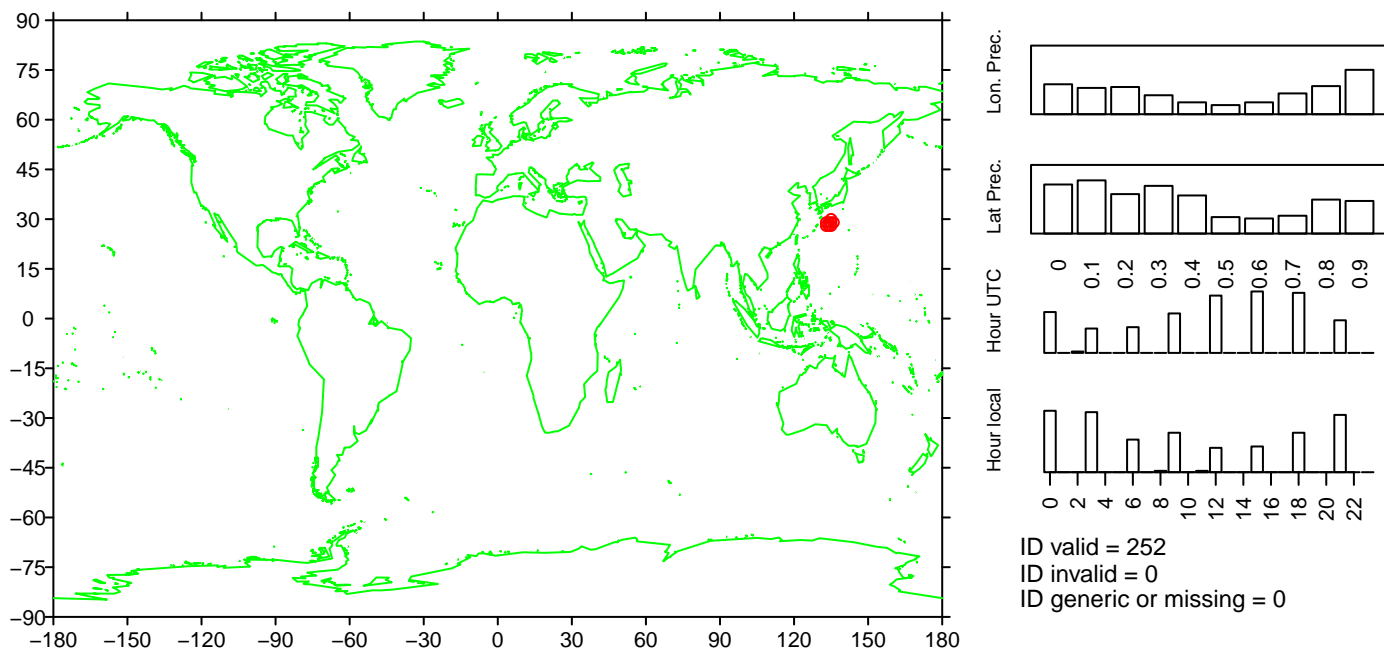 90
75
60
45
30
15
0
−15
−30
−45
−60
−75
−90
−180 −150 −120 −90 −60 −30 0 30 60 90 120 150 180
Lon. Prec.
Lat Prec.
0 0.1 0.2 0.3 0.4 0.5 0.6 0.7 0.8 0.9
Hour UTC
Hour local
0 2 4 6 8 10 12 14 16 18 20 22
ID valid = 252
ID invalid = 0
ID generic or missing = 0